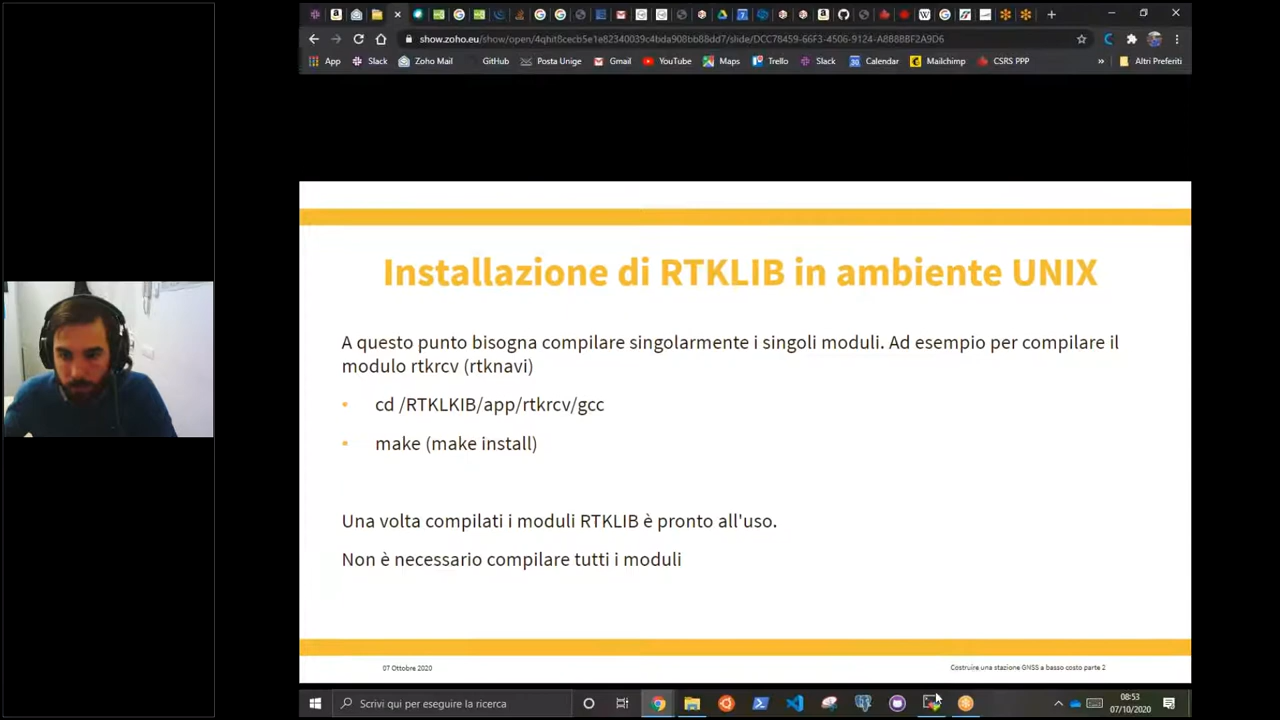 show.zoho.eu/show/open/4qhit8cecb5e1e82340039c4bda908bb88dd7/slide/DCC78459-66F3-4506-9124-A888BBF2A9D6
App Slack Zoho Mail GitHub Posta Unige Gmail YouTube Maps Trello Slack Calendar Mailchimp CSRS PPP » Altri Preferiti
Installazione di RTKLIB in ambiente UNIX
A questo punto bisogna compilare singolarmente i singoli moduli. Ad esempio per compilare il
modulo rtkrcv (rtknavi)
• cd /RTKLKIB/app/rtkrcv/gcc
• make (make install)
Una volta compilati i moduli RTKLIB è pronto all'uso.
Non è necessario compilare tutti i moduli
07 Ottobre 2020
Costruire una stazione GNSS a basso costo parte 2
Scrivi qui per eseguire la ricerca
08:53
07/10/2020